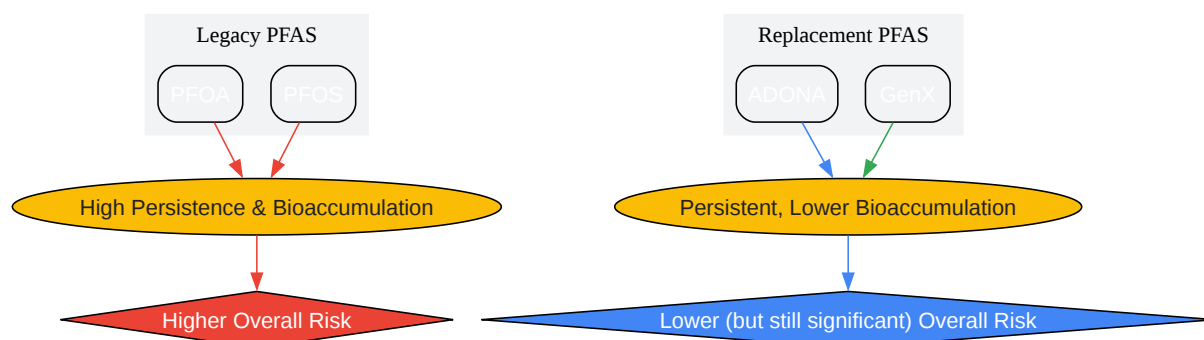 Legacy PFAS
Replacement PFAS
PFOA
PFOS
ADONA
GenX
High Persistence & Bioaccumulation
Persistent, Lower Bioaccumulation
Higher Overall Risk
Lower (but still significant) Overall Risk